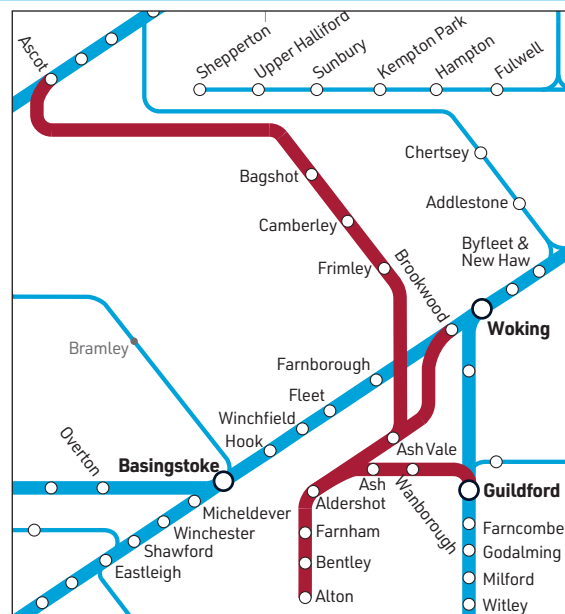 Ascot
Shepperton
Upper Halliford
Sunbury
Kempton Park
Hampton
Fulwell
Chertsey
Bagshot
Addlestone
Camberley
Byfleet &
New Haw
Frimley
Brookwood
Woking
Bramley
Farnborough
Fleet
Winchfield
Hook
Overton
Basingstoke
Ash Vale
Ash
Wanborough
Guildford
Aldershot
Micheldever
Winchester
Shawford
Eastleigh
Farnham
Bentley
Alton
Farncombe
Godalming
Milford
Witley